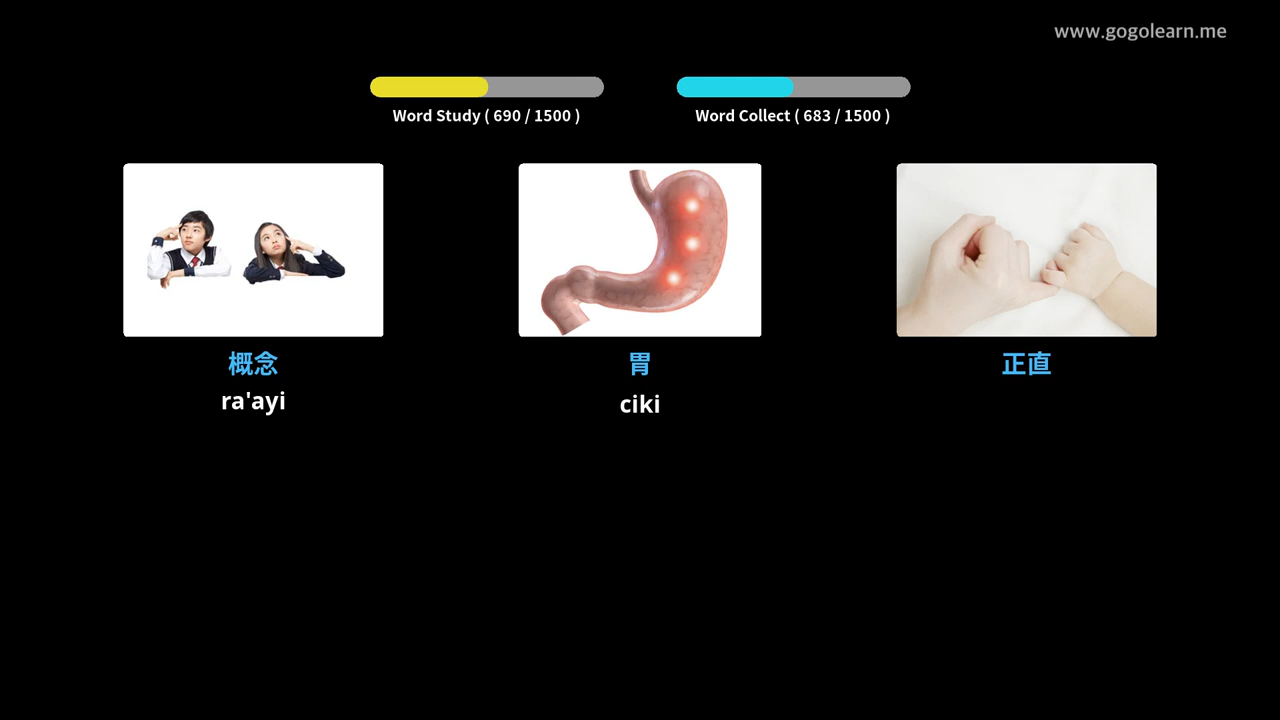 www.gogolearn.me
Word Study ( 690 / 1500 )
Word Collect ( 683 / 1500 )
概念
ra'ayi
胃
ciki
正直